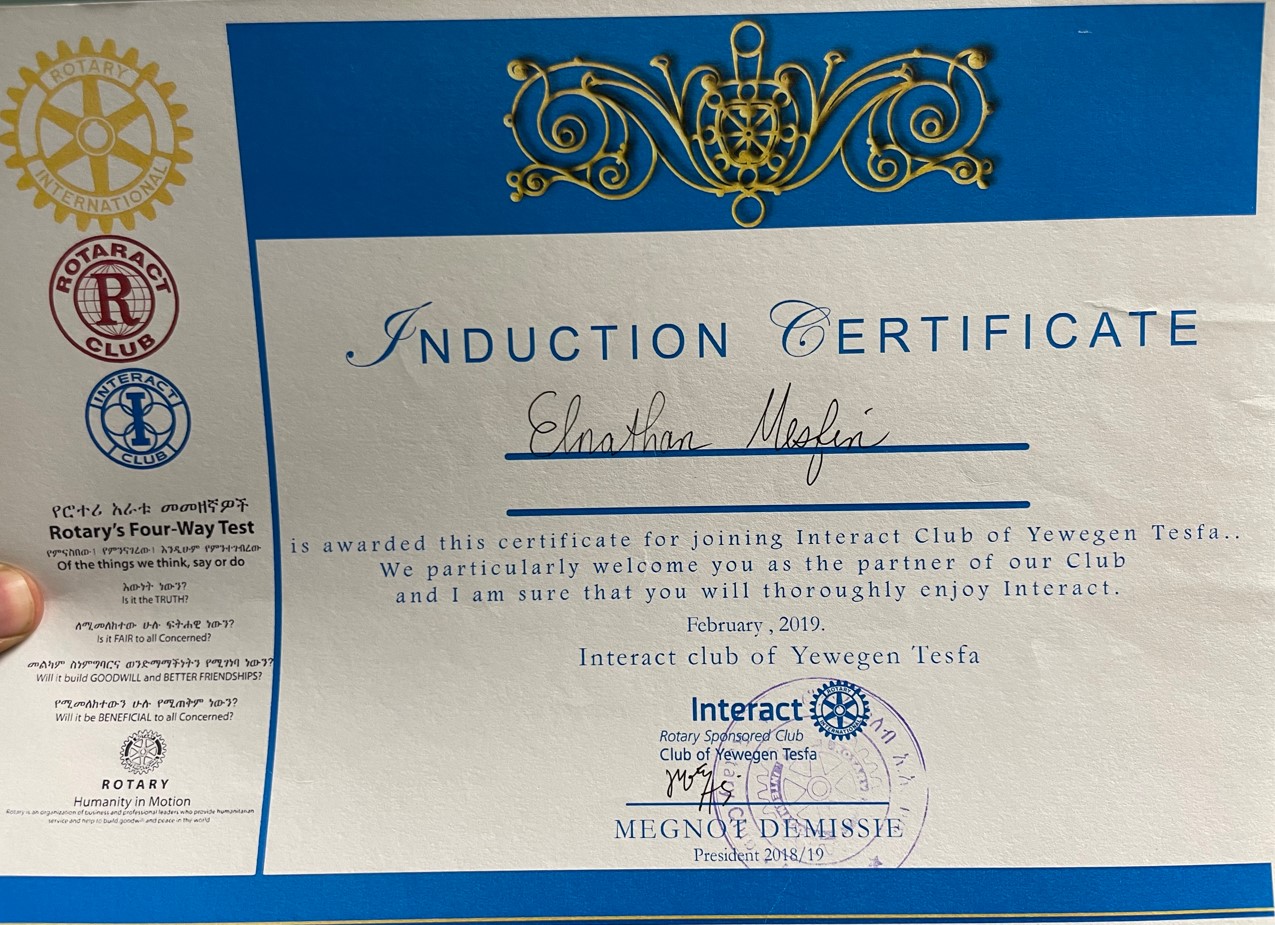 ROTARY
INTERNATIONAL
ROTARACT
R
CLUB
INTERACT
I
CLUB
የሮተሪ አራቱ መመዘኛዎች
Rotary's Four-Way Test
የምናስበው፣ የምንናገረው፣ እንዲሁም የምንተገብረው
Of the things we think, say or do
እውነት ነውን?
Is it the TRUTH?
ለሚመለከተው ሁሉ ፍትሐዊ ነውን?
Is it FAIR to all Concerned?
መልካም ስነምግባርና ወንድማማችነትን የሚገነባ ነውን?
Will it build GOODWILL and BETTER FRIENDSHIPS?
የሚመለከተውን ሁሉ የሚጠቅም ነውን?
Will it be BENEFICIAL to all Concerned?
ROTARY
Humanity in Motion
Rotary is an organization of business and professional leaders who provide humanitarian
service and help to build goodwill and peace in the world
INDUCTION CERTIFICATE
Elnathan Mesfin
is awarded this certificate for joining Interact Club of Yewegen Tesfa..
We particularly welcome you as the partner of our Club
and I am sure that you will thoroughly enjoy Interact.
February , 2019.
Interact club of Yewegen Tesfa
Interact
ROTARY
INTERNATIONAL
Rotary Sponsored Club
Club of Yewegen Tesfa
MEGNOT DEMISSIE
President 2018/19